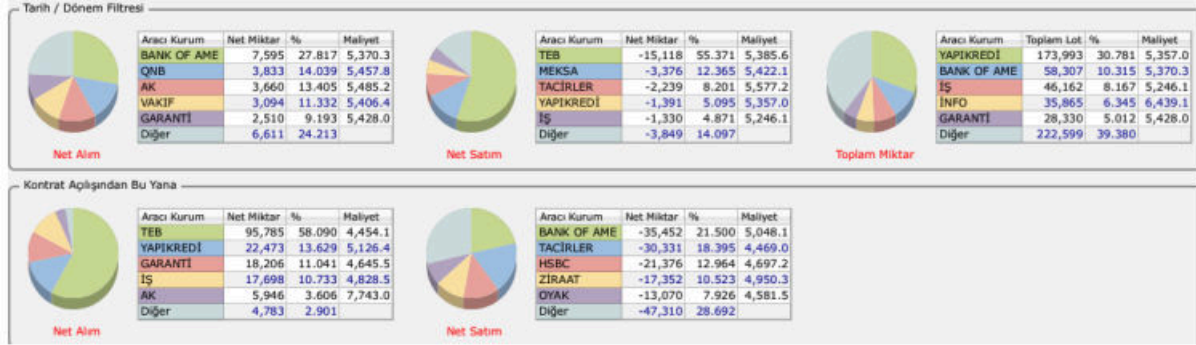 Tarih / Dönem Filtresi
Aracı Kurum Net Miktar % Maliyet
BANK OF AME 7,595 27.817 5,370.3
QNB 3,833 14.039 5,457.8
AK 3,660 13.405 5,485.2
VAKIF 3,094 11.332 5,406.4
GARANTİ 2,510 9.193 5,428.0
Diğer 6,611 24.213
Net Alım
Aracı Kurum Net Miktar % Maliyet
TEB -15,118 55.371 5,385.6
MEKSA -3,376 12.365 5,422.1
TACİRLER -2,239 8.201 5,577.2
YAPIKREDİ -1,391 5.095 5,357.0
İŞ -1,330 4.871 5,246.1
Diğer -3,849 14.097
Net Satım
Aracı Kurum Toplam Lot % Maliyet
YAPIKREDİ 173,993 30.781 5,357.0
BANK OF AME 58,307 10.315 5,370.3
İŞ 46,162 8.167 5,246.1
İNFO 35,865 6.345 6,439.1
GARANTİ 28,330 5.012 5,428.0
Diğer 222,599 39.380
Toplam Miktar
Kontrat Açılışından Bu Yana
Aracı Kurum Net Miktar % Maliyet
TEB 95,785 58.090 4,454.1
YAPIKREDİ 22,473 13.629 5,126.4
GARANTİ 18,206 11.041 4,645.5
İŞ 17,698 10.733 4,828.5
AK 5,946 3.606 7,743.0
Diğer 4,783 2.901
Net Alım
Aracı Kurum Net Miktar % Maliyet
BANK OF AME -35,452 21.500 5,048.1
TACİRLER -30,331 18.395 4,469.0
HSBC -21,376 12.964 4,697.2
ZİRAAT -17,352 10.523 4,950.3
OYAK -13,070 7.926 4,581.5
Diğer -47,310 28.692
Net Satım